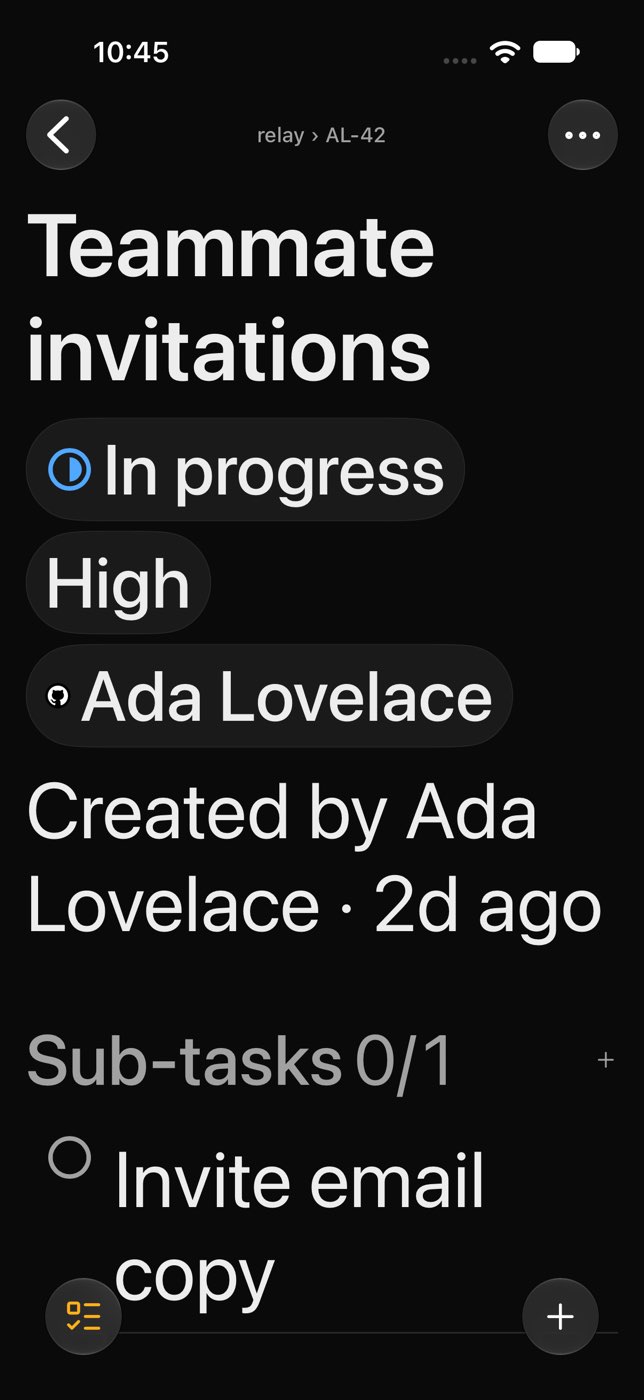 10:45
relay › AL-42
Teammate
invitations
In progress
High
Ada Lovelace
Created by Ada
Lovelace · 2d ago
Sub-tasks 0/1
Invite email
copy